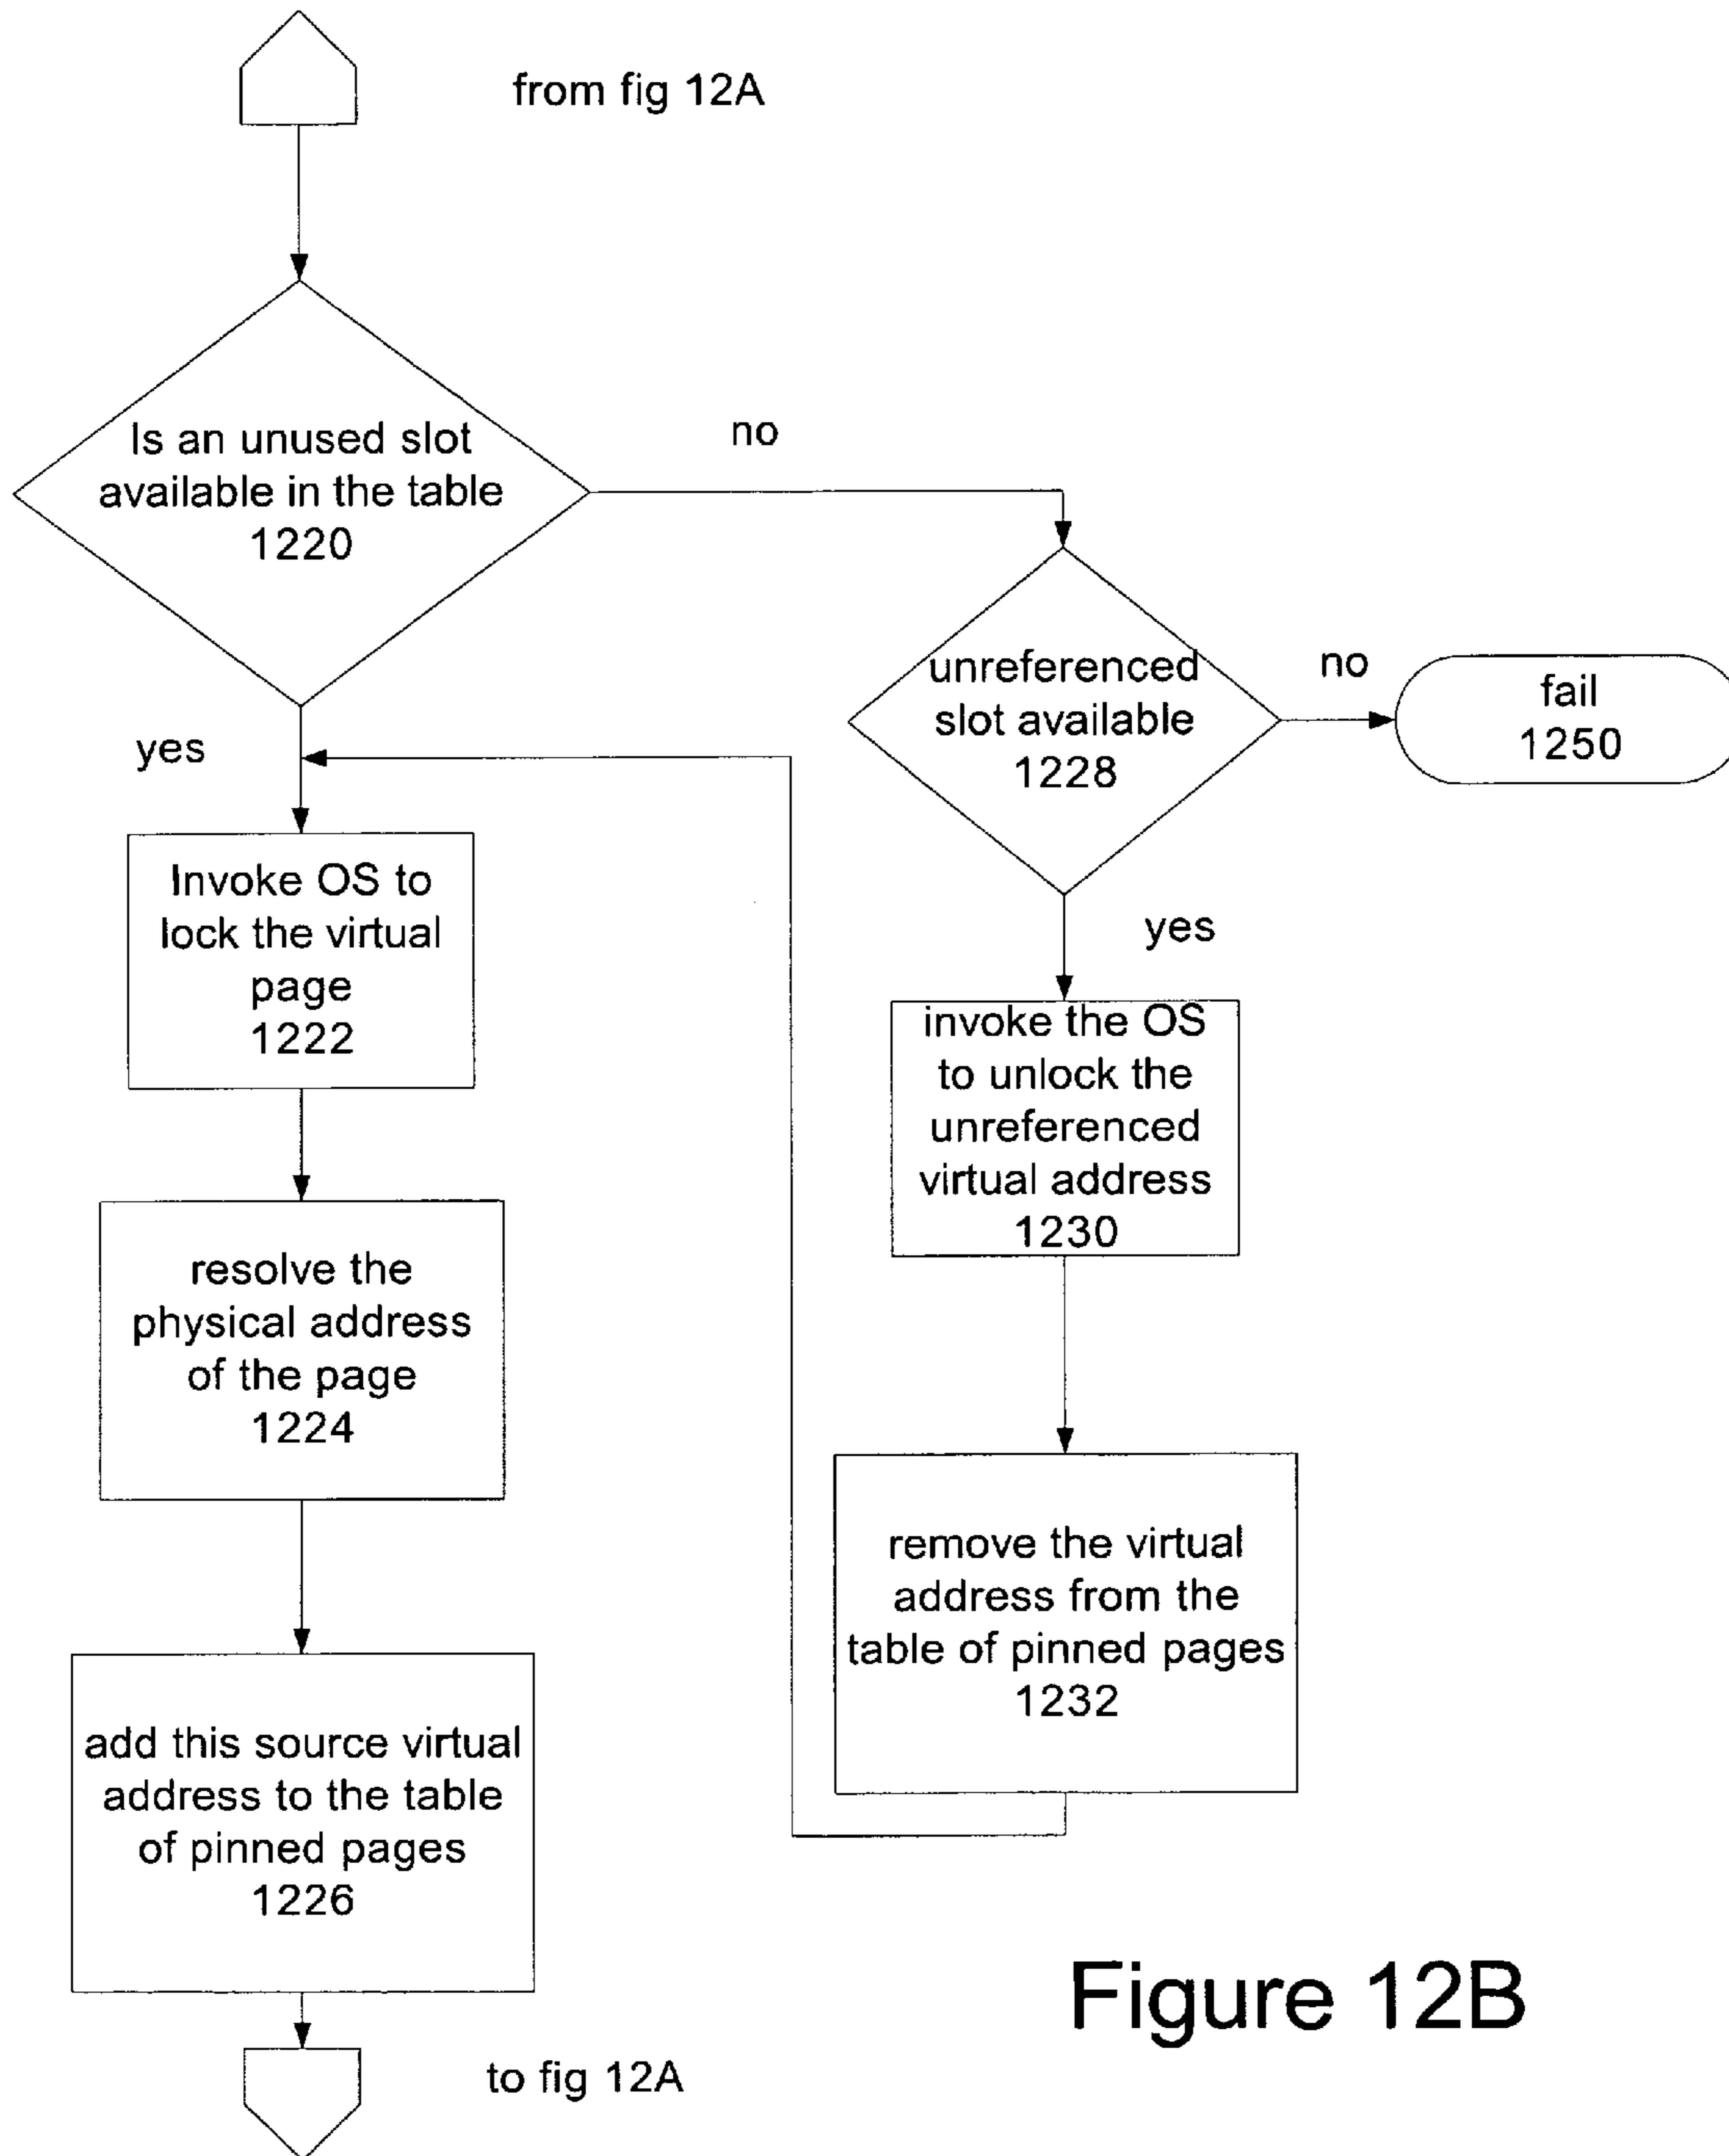 from fig 12A
Is an unused slot
available in the table
1220
no
yes
unreferenced
slot available
1228
no
fail
1250
Invoke OS to
lock the virtual
page
1222
yes
invoke the OS
to unlock the
unreferenced
virtual address
1230
resolve the
physical address
of the page
1224
remove the virtual
address from the
table of pinned pages
1232
add this source virtual
address to the table
of pinned pages
1226
to fig 12A
Figure 12B